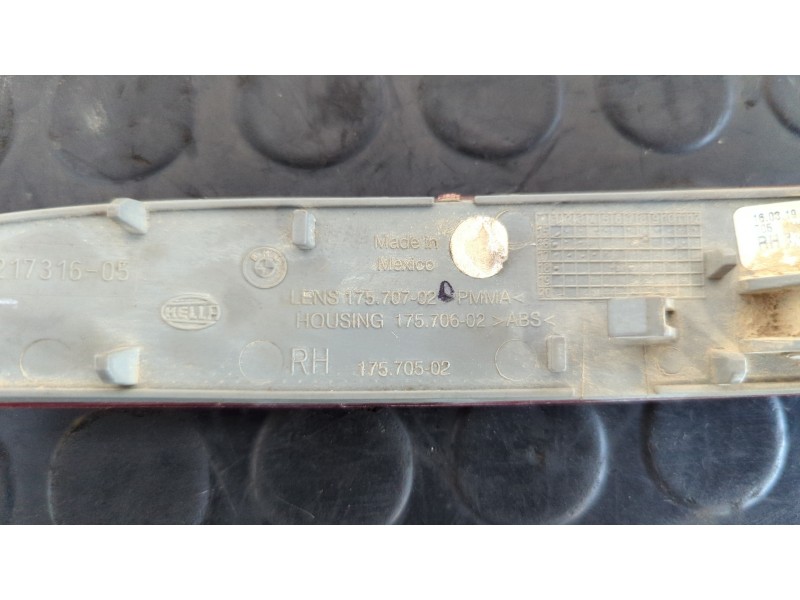 217316-05
Made in
Mexico
LENS 175.707-02 >PMMA<
HOUSING 175.706-02 >ABS<
HELLA
RH 175.705-02